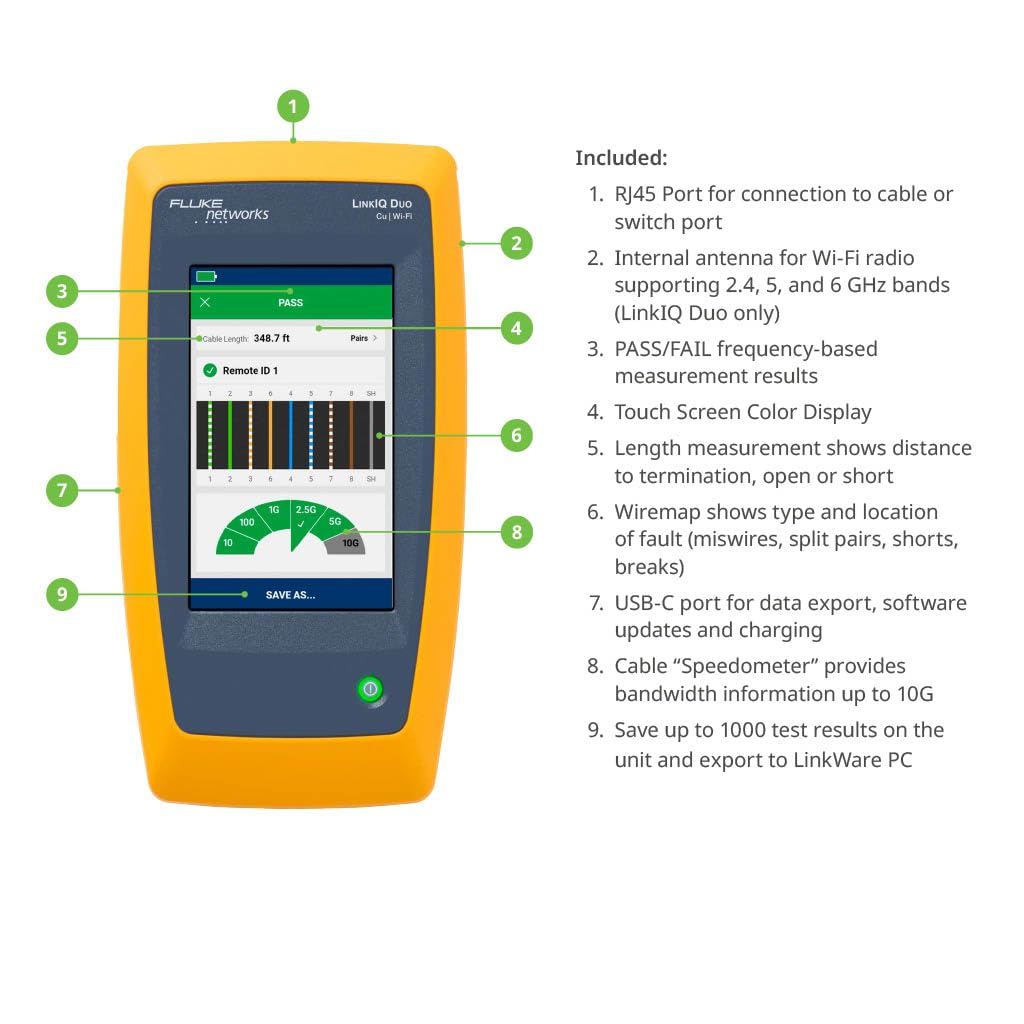 1
FLUKE
networks
LINKIQ DUO
Cu | Wi-Fi
2
3
PASS
4
5
Cable Length: 348.7 ft
Pairs
Remote ID 1
1 2 3 6 4 5 7 8 SH
6
1 2 3 6 4 5 7 8 SH
7
10
100
1G
2.5G
5G
10G
8
9
SAVE AS...
Included:
1. RJ45 Port for connection to cable or
switch port
2. Internal antenna for Wi-Fi radio
supporting 2.4, 5, and 6 GHz bands
(LinkIQ Duo only)
3. PASS/FAIL frequency-based
measurement results
4. Touch Screen Color Display
5. Length measurement shows distance
to termination, open or short
6. Wiremap shows type and location
of fault (miswires, split pairs, shorts,
breaks)
7. USB-C port for data export, software
updates and charging
8. Cable “Speedometer” provides
bandwidth information up to 10G
9. Save up to 1000 test results on the
unit and export to LinkWare PC